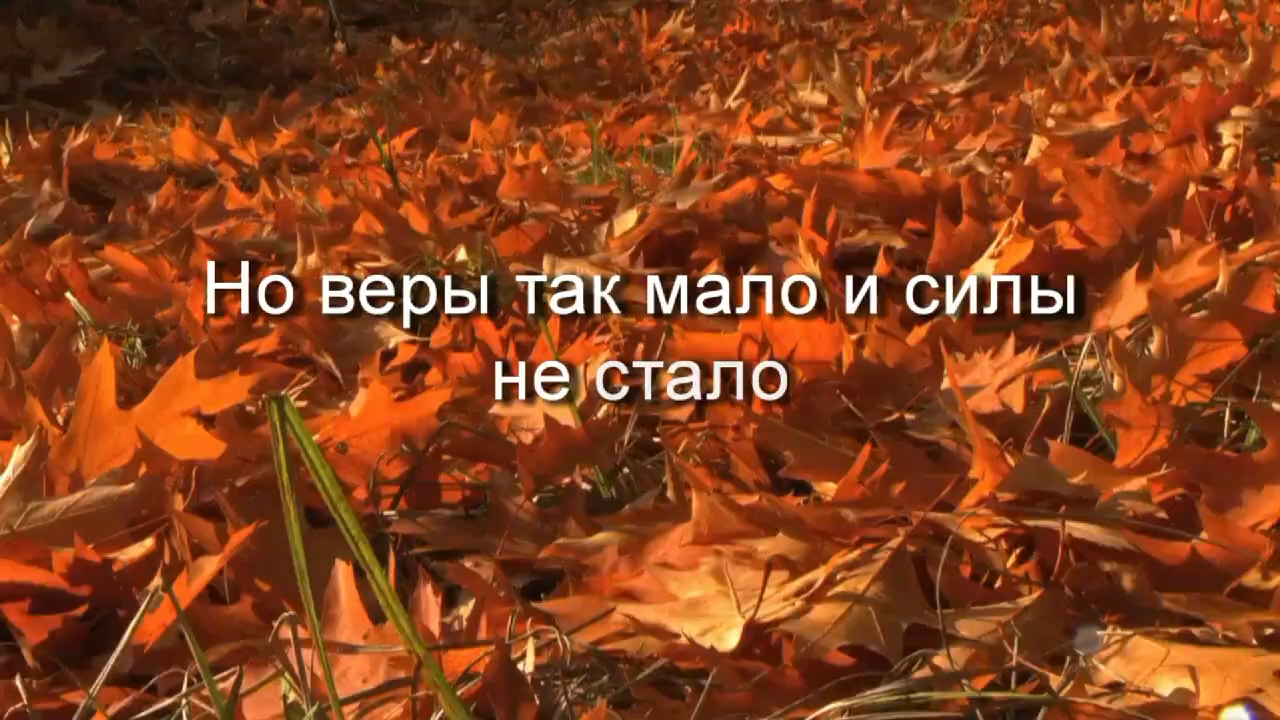 Но веры так мало и силы
не стало